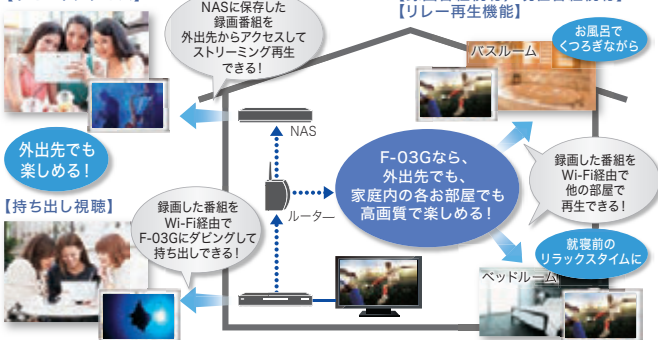 NASに保存した
録画番組を
外出先からアクセスして
ストリーミング再生
できる!
【リレー再生機能】
お風呂で
くつろぎながら
バスルーム
NAS
外出先でも
楽しめる!
F-03Gなら、
外出先でも、
家庭内の各お部屋でも
高画質で楽しめる!
録画した番組を
Wi-Fi経由で
他の部屋で
再生できる!
ルーター
【持ち出し視聴】
録画した番組を
Wi-Fi経由で
F-03Gにダビングして
持ち出しできる!
就寝前の
リラックスタイムに
ベッドルーム